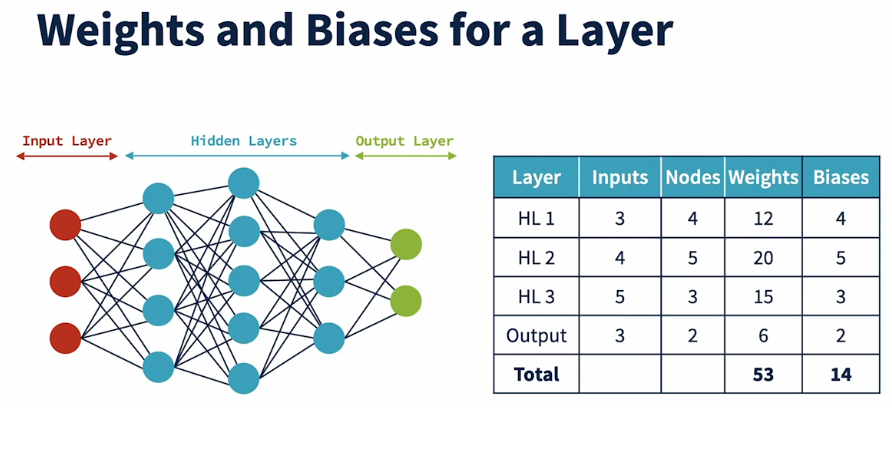 Weights and Biases for a Layer
Input Layer Hidden Layers Output Layer
Layer Inputs Nodes Weights Biases
HL 1 3 4 12 4
HL 2 4 5 20 5
HL 3 5 3 15 3
Output 3 2 6 2
Total 53 14